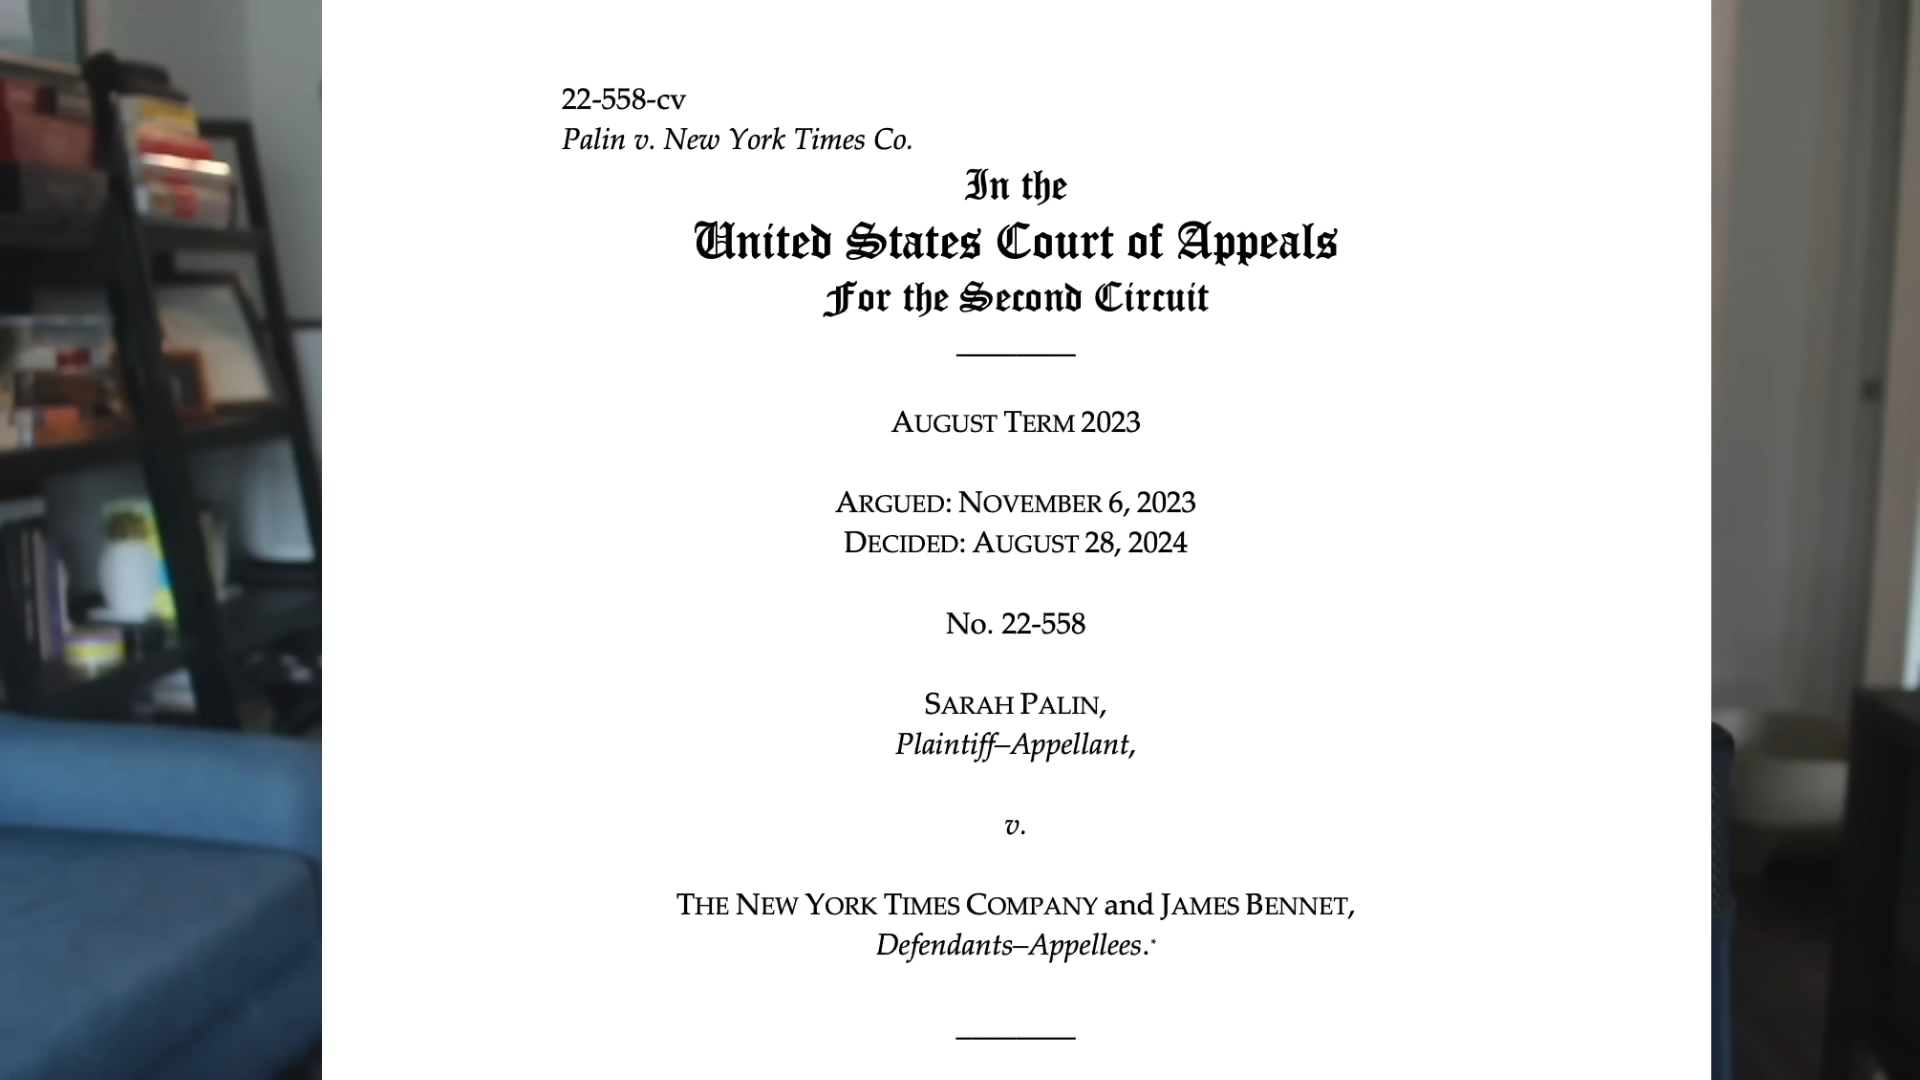 22-558-cv
Palin v. New York Times Co.
In the
United States Court of Appeals
For the Second Circuit
AUGUST TERM 2023
ARGUED: NOVEMBER 6, 2023
DECIDED: AUGUST 28, 2024
No. 22-558
SARAH PALIN,
Plaintiff–Appellant,
v.
THE NEW YORK TIMES COMPANY and JAMES BENNET,
Defendants–Appellees.*